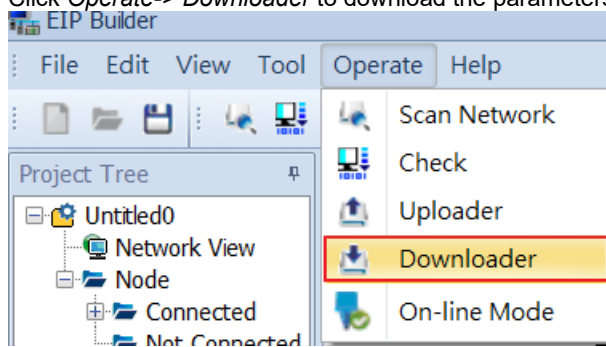 Click Operate-> Downloader to download the parameters
EIP Builder
File Edit View Tool Operate Help
Scan Network
Check
Project Tree
Uploader
Untitled0
Network View
Downloader
Node
Connected
On-line Mode
Not Connected